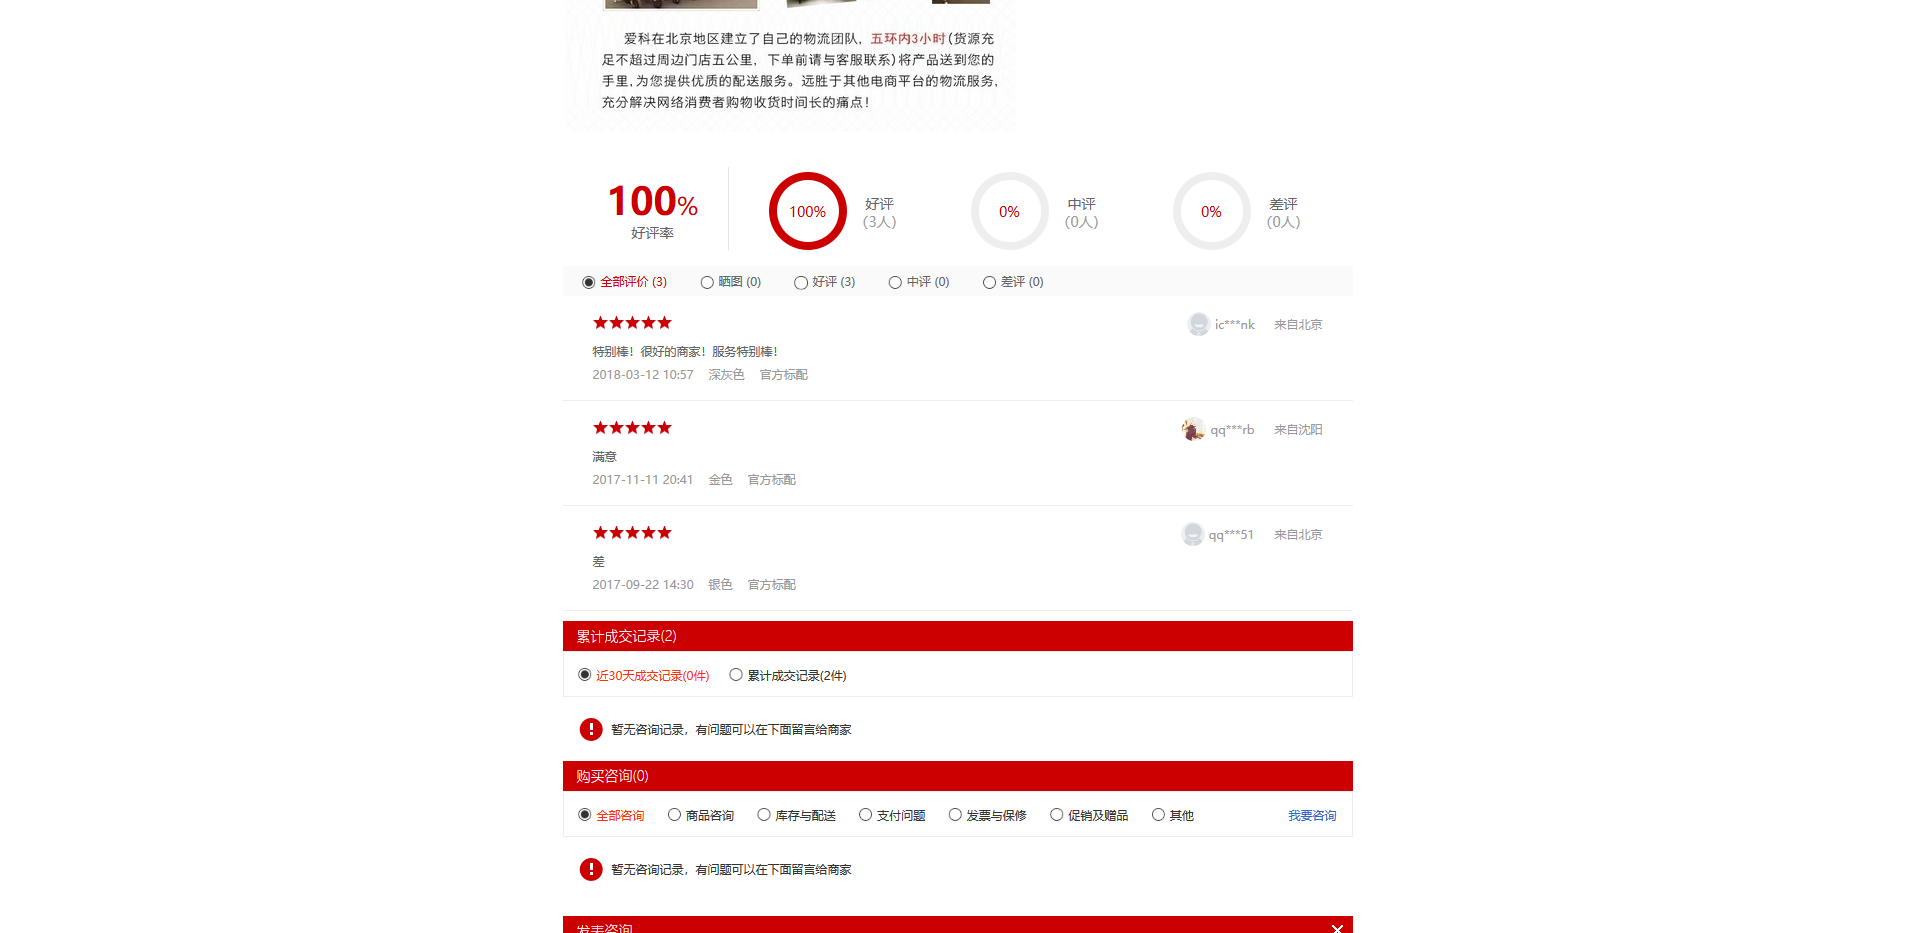 爱科在北京地区建立了自己的物流团队，五环内3小时(货源充
足不超过周边门店五公里，下单前请与客服联系)将产品送到您的
手里,为您提供优质的配送服务。远胜于其他电商平台的物流服务,
充分解决网络消费者购物收货时间长的痛点！
100%
好评率
100%
好评
(3人)
0%
中评
(0人)
0%
差评
(0人)
全部评价 (3) 晒图 (0) 好评 (3) 中评 (0) 差评 (0)
ic***nk 来自北京
特别棒！很好的商家！服务特别棒！
2018-03-12 10:57 深灰色 官方标配
qq***rb 来自沈阳
满意
2017-11-11 20:41 金色 官方标配
qq***51 来自北京
差
2017-09-22 14:30 银色 官方标配
累计成交记录(2)
近30天成交记录(0件) 累计成交记录(2件)
暂无咨询记录，有问题可以在下面留言给商家
购买咨询(0)
全部咨询 商品咨询 库存与配送 支付问题 发票与保修 促销及赠品 其他 我要咨询
暂无咨询记录，有问题可以在下面留言给商家
发表咨询